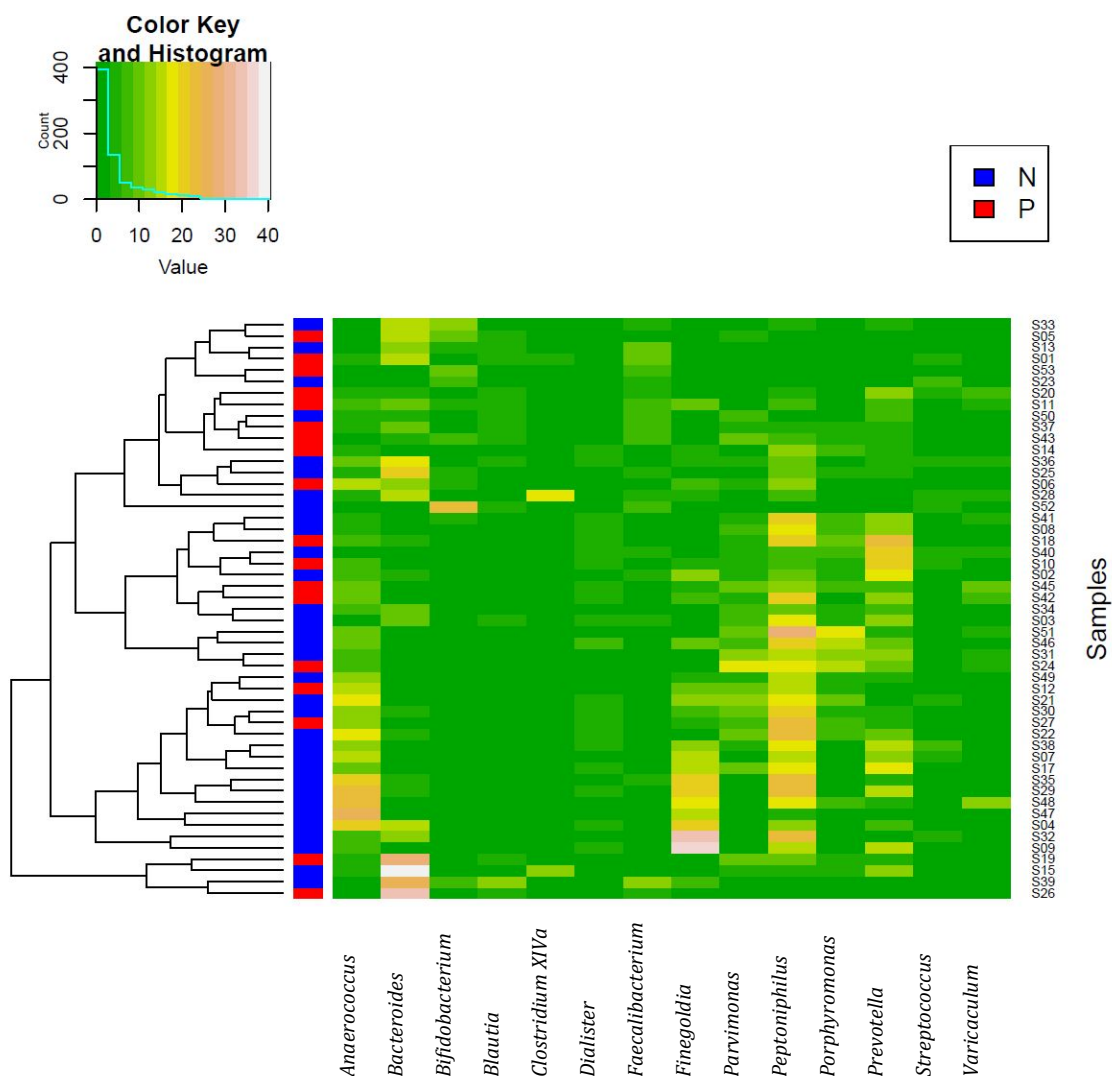 Color Key
and Histogram
Count
0
200
400
0 10 20 30 40
Value
N
P
S33
S05
S13
S01
S53
S23
S20
S11
S50
S37
S43
S14
S36
S25
S06
S28
S52
S41
S08
S18
S40
S10
S02
S45
S42
S34
S03
S51
S46
S31
S24
S49
S12
S21
S30
S27
S22
S38
S07
S17
S35
S29
S48
S47
S04
S32
S09
S19
S15
S39
S26
Samples
Anaerococcus
Bacteroides
Bifidobacterium
Blautia
Clostridium XIVa
Dialister
Faecalibacterium
Finegoldia
Parvimonas
Peptoniphilus
Porphyromonas
Prevotella
Streptococcus
Varicaculum